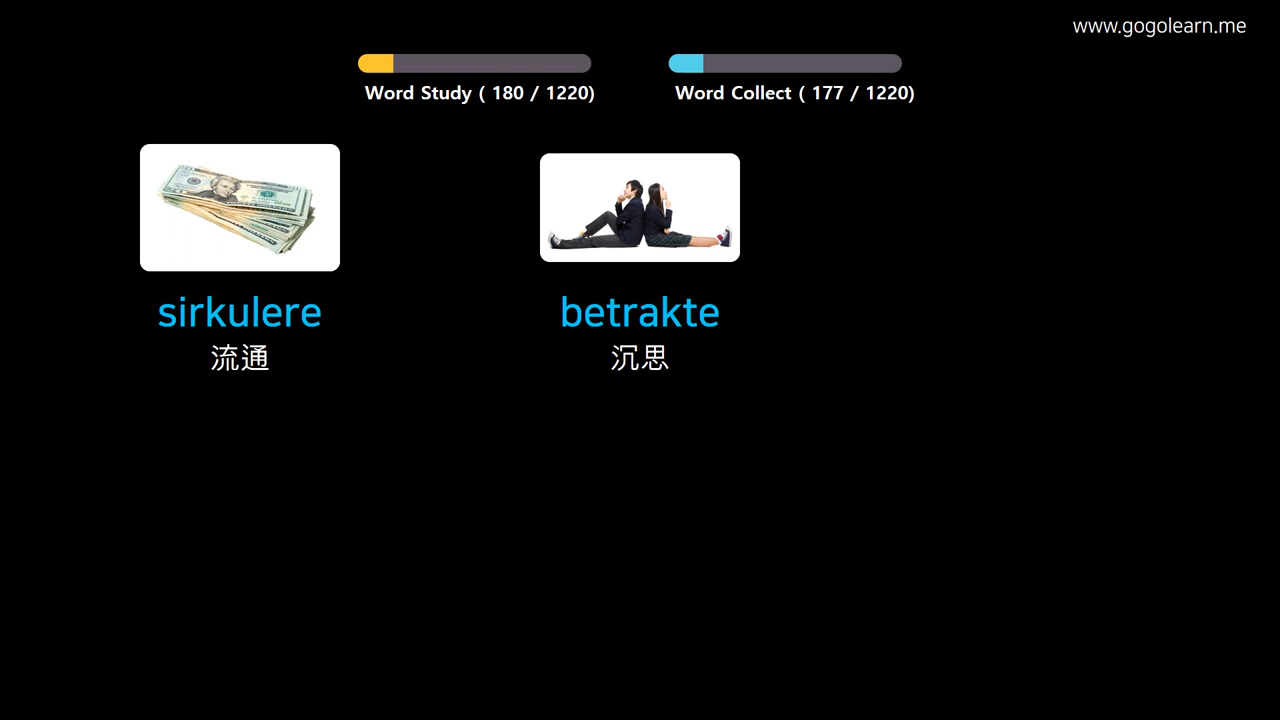 www.gogolearn.me
Word Study ( 180 / 1220)
Word Collect ( 177 / 1220)
sirkulere
流通
betrakte
沉思